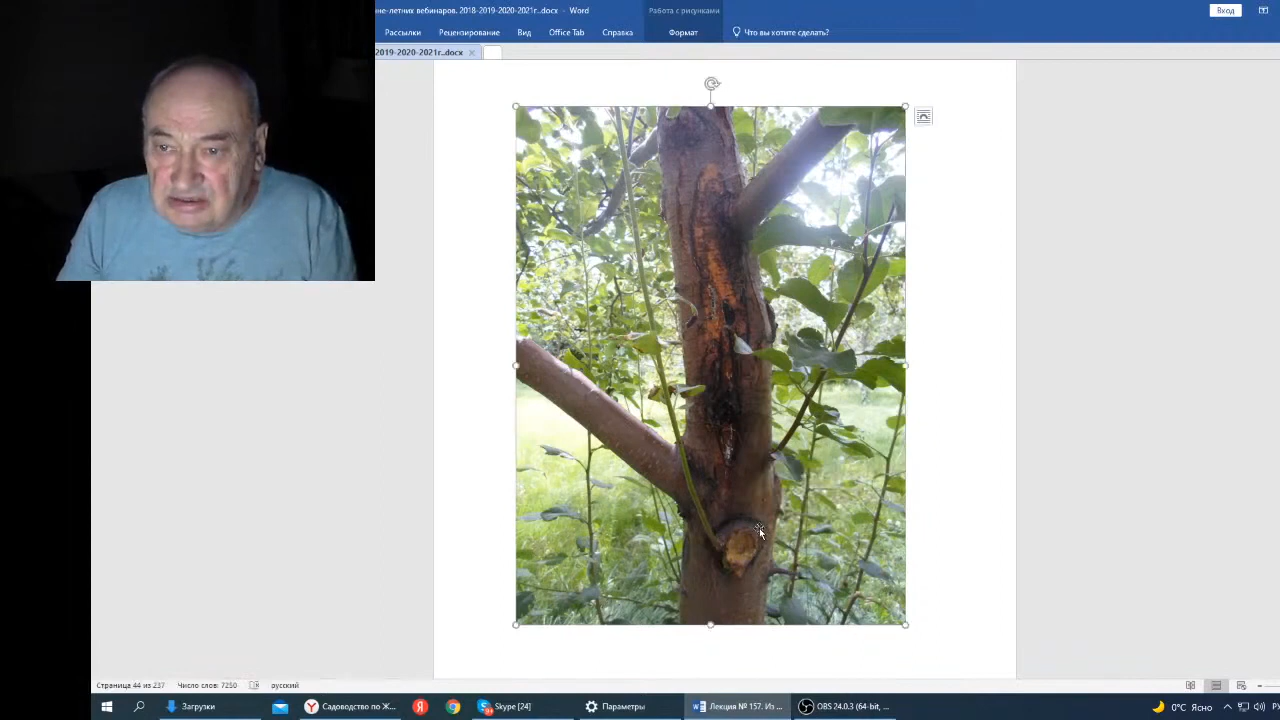 не-летних вебинаров. 2018-2019-2020-2021г..docx - Word
Работа с рисунками
Вход
Рассылки Рецензирование Вид Office Tab Справка Формат Что вы хотите сделать?
2019-2020-2021г..docx
Страница 44 из 237 Число слов: 7250 русский
Загрузки Садоводство по Ж... Skype [24] Параметры Лекция № 157. Из ... OBS 24.0.3 (64-bit, ... 0°C Ясно